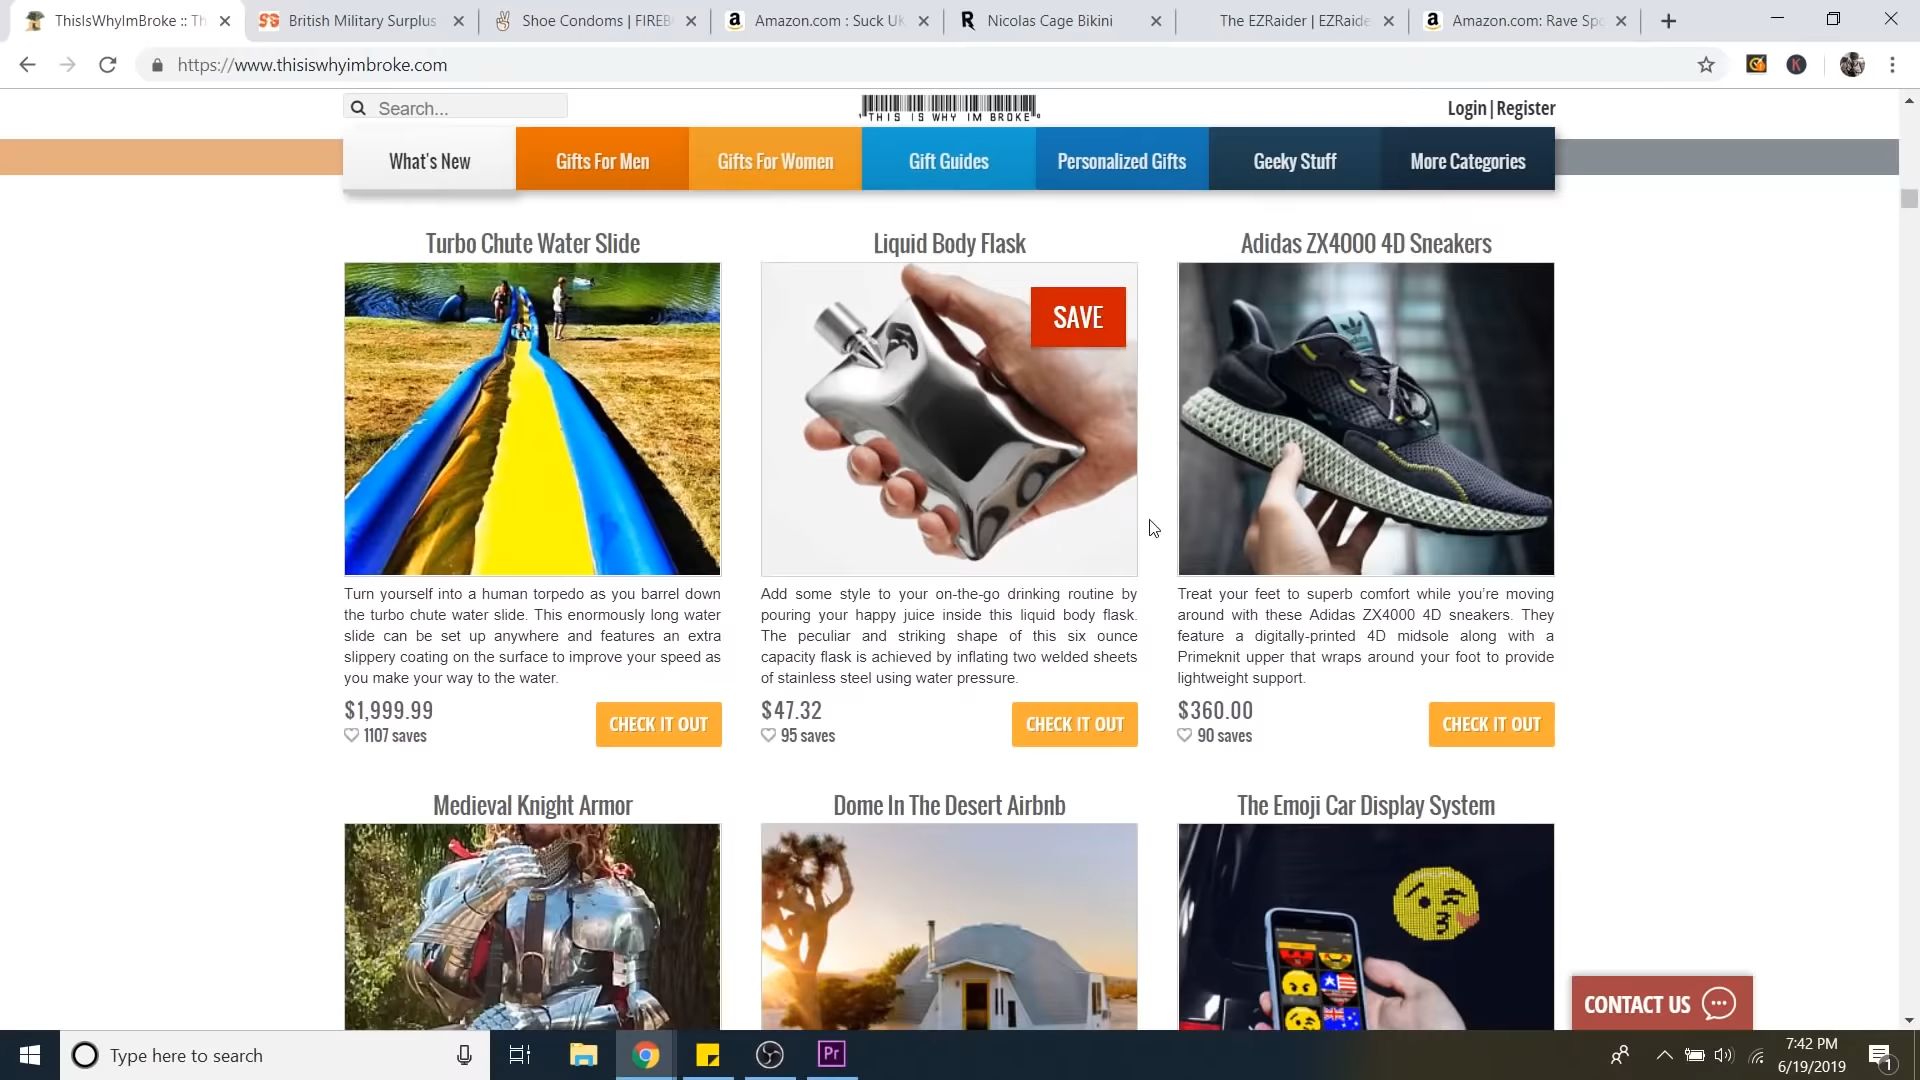 ThisIsWhyImBroke :: Th
British Military Surplus
Shoe Condoms | FIREB
Amazon.com : Suck UK
Nicolas Cage Bikini
The EZRaider | EZRaide
Amazon.com: Rave Spo
https://www.thisiswhyimbroke.com
Search...
THIS IS WHY IM BROKE
Login | Register
What's New
Gifts For Men
Gifts For Women
Gift Guides
Personalized Gifts
Geeky Stuff
More Categories
Turbo Chute Water Slide
Turn yourself into a human torpedo as you barrel down
the turbo chute water slide. This enormously long water
slide can be set up anywhere and features an extra
slippery coating on the surface to improve your speed as
you make your way to the water.
$1,999.99
1107 saves
CHECK IT OUT
Liquid Body Flask
SAVE
Add some style to your on-the-go drinking routine by
pouring your happy juice inside this liquid body flask.
The peculiar and striking shape of this six ounce
capacity flask is achieved by inflating two welded sheets
of stainless steel using water pressure.
$47.32
95 saves
CHECK IT OUT
Adidas ZX4000 4D Sneakers
Treat your feet to superb comfort while you're moving
around with these Adidas ZX4000 4D sneakers. They
feature a digitally-printed 4D midsole along with a
Primeknit upper that wraps around your foot to provide
lightweight support.
$360.00
90 saves
CHECK IT OUT
Medieval Knight Armor
Dome In The Desert Airbnb
The Emoji Car Display System
CONTACT US
Type here to search
Pr
7:42 PM
6/19/2019
1